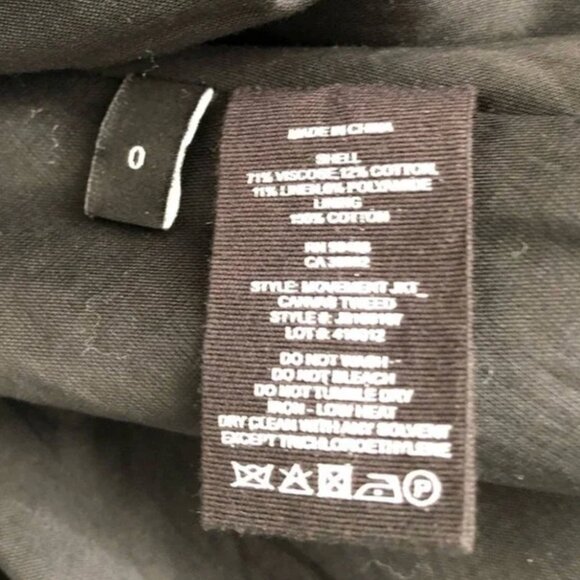 0
MADE IN CHINA
SHELL
71% VISCOSE, 12% COTTON,
11% LINEN, 6% POLYAMIDE
LINING
100% COTTON
RN
CA
STYLE: MOVEMENT JKT_
CANVAS TWEED
STYLE #:
LOT #:
DO NOT WASH
DO NOT BLEACH
DO NOT TUMBLE DRY
IRON - LOW HEAT
DRY CLEAN WITH ANY SOLVENT
EXCEPT TRICHLOROETHYLENE
P